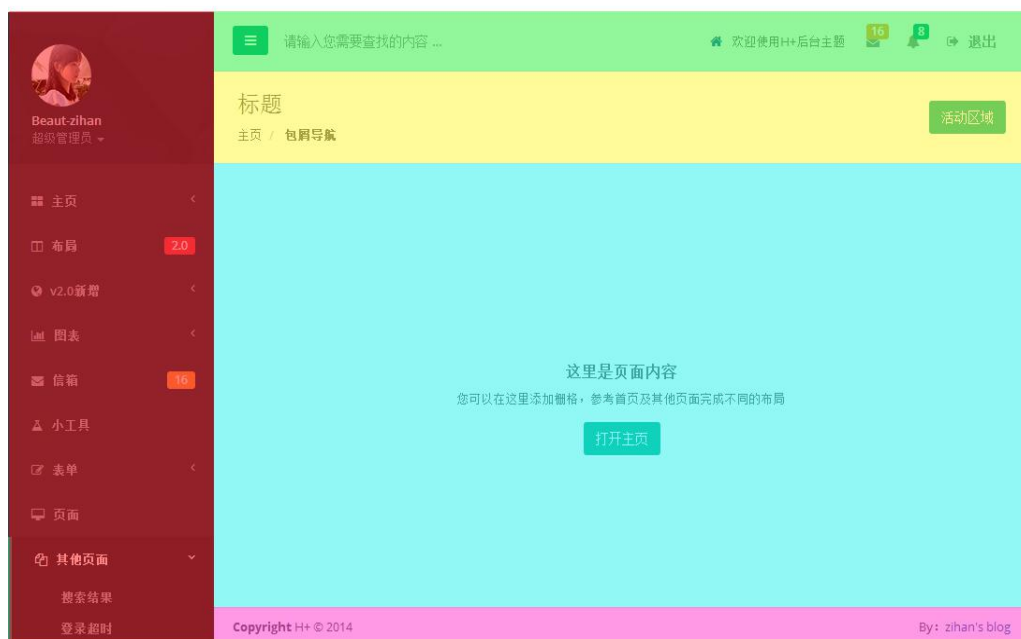 Beaut-zihan
超级管理员
主页
布局 2.0
v2.0新增
图表
信箱 16
小工具
表单
页面
其他页面
搜索结果
登录超时
请输入您需要查找的内容 ...
欢迎使用H+后台主题 16 8 退出
标题
主页 / 包屑导航
活动区域
这里是页面内容
您可以在这里添加栅格，参考首页及其他页面完成不同的布局
打开主页
Copyright H+ © 2014
By：zihan's blog